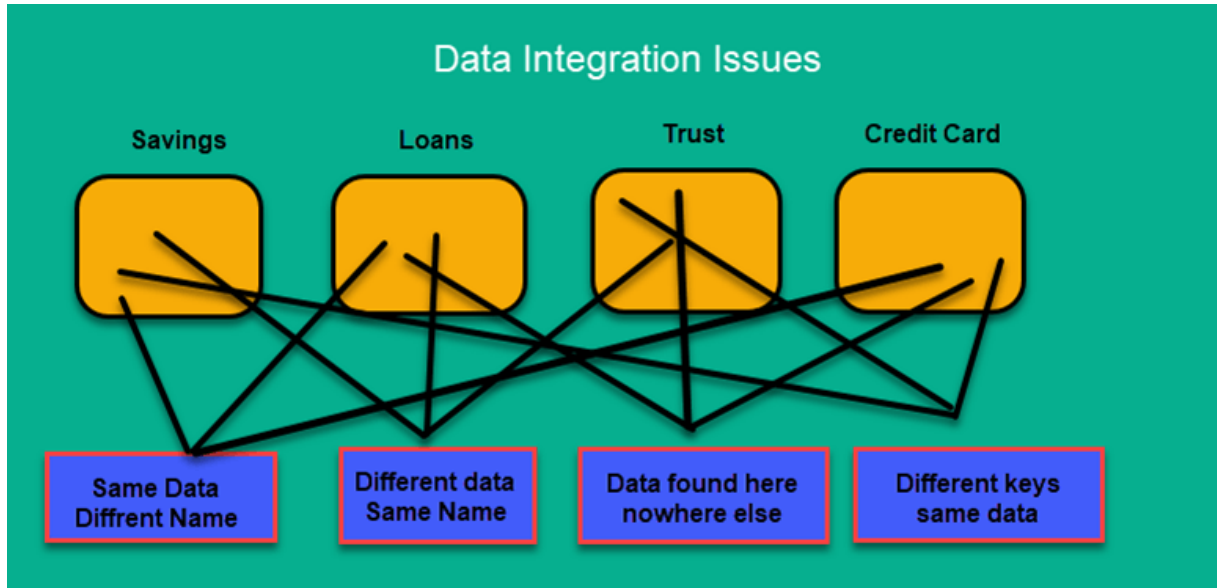 Data Integration Issues
Savings
Loans
Trust
Credit Card
Same Data
Diffrent Name
Different data
Same Name
Data found here
nowhere else
Different keys
same data